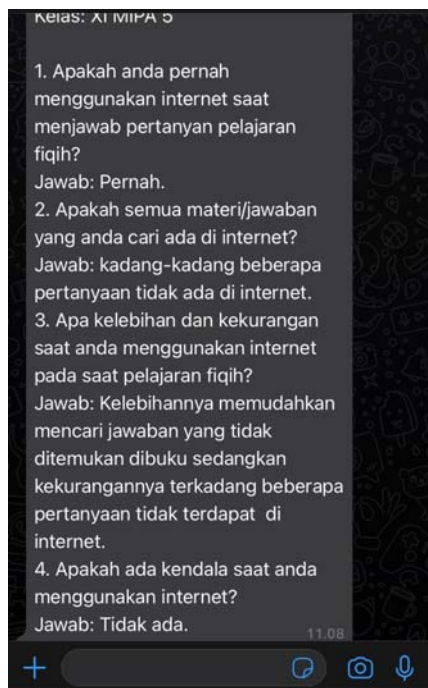 Kelas: XI MIPA 5
1. Apakah anda pernah
menggunakan internet saat
menjawab pertanyan pelajaran
fiqih?
Jawab: Pernah.
2. Apakah semua materi/jawaban
yang anda cari ada di internet?
Jawab: kadang-kadang beberapa
pertanyaan tidak ada di internet.
3. Apa kelebihan dan kekurangan
saat anda menggunakan internet
pada saat pelajaran fiqih?
Jawab: Kelebihannya memudahkan
mencari jawaban yang tidak
ditemukan dibuku sedangkan
kekurangannya terkadang beberapa
pertanyaan tidak terdapat  di
internet.
4. Apakah ada kendala saat anda
menggunakan internet?
Jawab: Tidak ada.
11.08